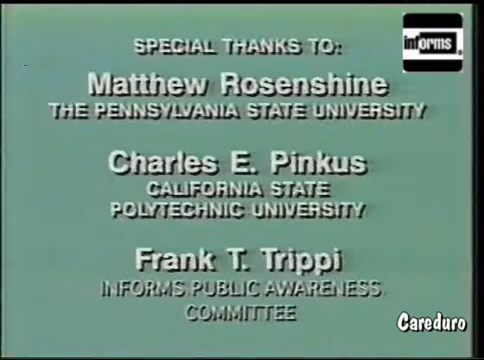 informs
SPECIAL THANKS TO:
Matthew Rosenshine
THE PENNSYLVANIA STATE UNIVERSITY
Charles E. Pinkus
CALIFORNIA STATE
POLYTECHNIC UNIVERSITY
Frank T. Trippi
INFORMS PUBLIC AWARENESS
COMMITTEE
Careduro